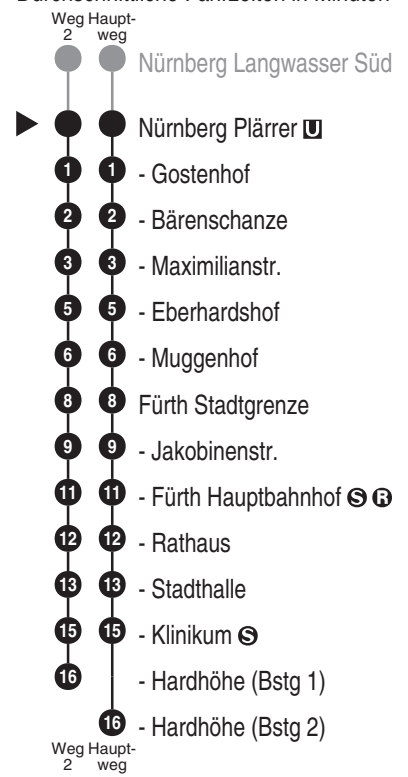 Weg Haupt-
2 weg
Nürnberg Langwasser Süd
Nürnberg Plärrer U
1 1 - Gostenhof
2 2 - Bärenschanze
3 3 - Maximilianstr.
5 5 - Eberhardshof
6 6 - Muggenhof
8 8 Fürth Stadtgrenze
9 9 - Jakobinenstr.
11 11 - Fürth Hauptbahnhof S R
12 12 - Rathaus
13 13 - Stadthalle
15 15 - Klinikum S
16 - Hardhöhe (Bstg 1)
16 - Hardhöhe (Bstg 2)
Weg Haupt-
2 weg